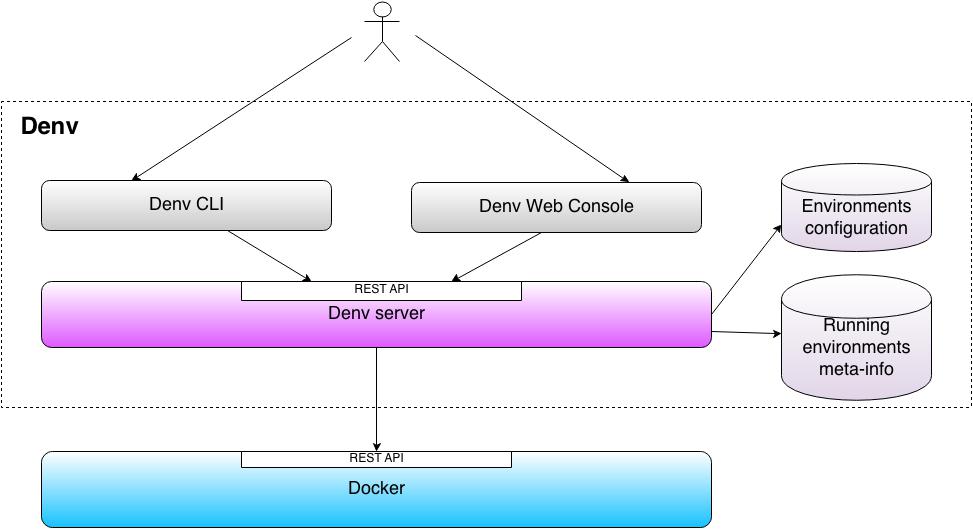 Denv
Denv CLI
Denv Web Console
Environments
configuration
REST API
Denv server
Running
environments
meta-info
REST API
Docker